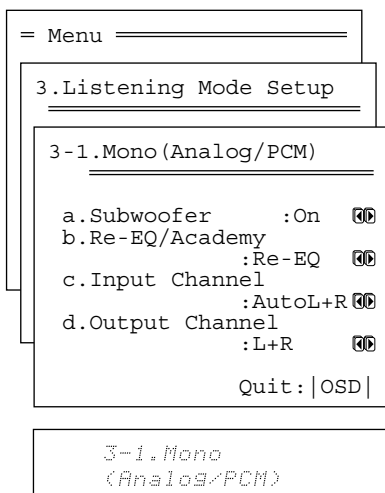 Menu
3.Listening Mode Setup
3-1.Mono(Analog/PCM)
a.Subwoofer :On
b.Re-EQ/Academy
:Re-EQ
c.Input Channel
:AutoL+R
d.Output Channel
:L+R
Quit:|OSD|
3-1.Mono
(Analog/PCM)